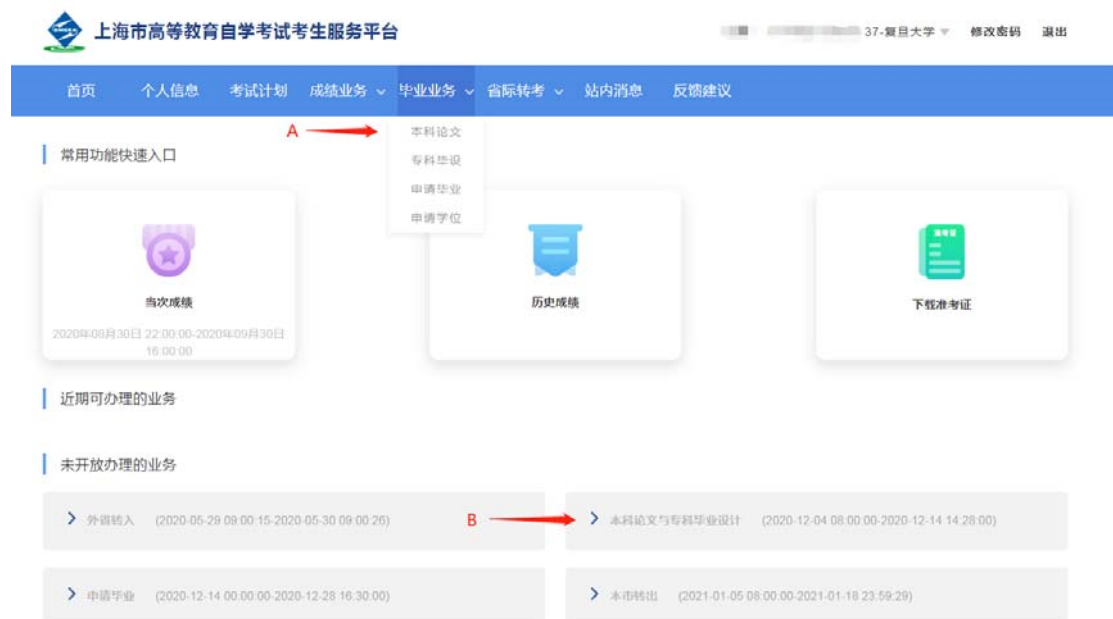 上海市高等教育自学考试考生服务平台
37-复旦大学 修改密码 退出
首页 个人信息 考试计划 成绩业务 毕业业务 省际转考 站内消息 反馈建议
A
本科论文
专科毕设
申请毕业
申请学位
常用功能快速入口
准考证
当次成绩
2020年08月30日 22:00:00-2020年09月30日
16:00:00
历史成绩
下载准考证
近期可办理的业务
未开放办理的业务
外省转入 (2020-05-29 09:00:15-2020-05-30 09:00:26)
B
本科论文与专科毕业设计 (2020-12-04 08:00:00-2020-12-14 14:28:00)
申请毕业 (2020-12-14 00:00:00-2020-12-28 16:30:00)
本市转出 (2021-01-05 08:00:00-2021-01-18 23:59:29)